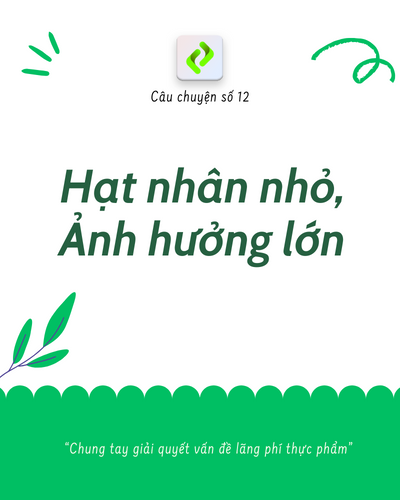 Câu chuyện số 12
Hạt nhân nhỏ,
Ảnh hưởng lớn
“Chung tay giải quyết vấn đề lãng phí thực phẩm”